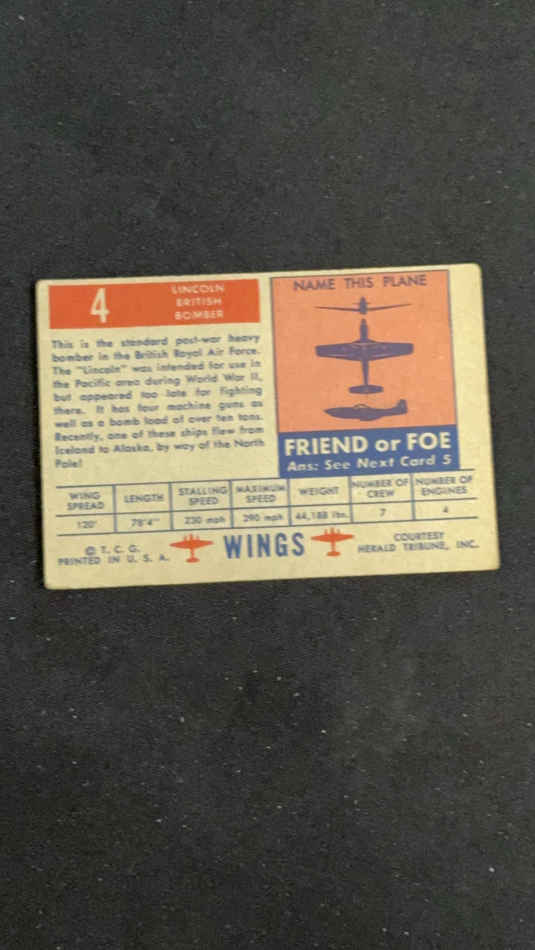 4
LINCOLN
BRITISH
BOMBER
This is the standard post-war heavy
bomber in the British Royal Air Force.
The "Lincoln" was intended for use in
the Pacific area during World War II,
but appeared too late for fighting
there. It has four machine guns as
well as a bomb load of over ten tons.
Recently, one of these ships flew from
Iceland to Alaska, by way of the North
Pole!
NAME THIS PLANE
FRIEND or FOE
Ans: See Next Card 5
WING SPREAD LENGTH STALLING SPEED MAXIMUM SPEED WEIGHT NUMBER OF CREW NUMBER OF ENGINES
120' 78'4" 230 mph 290 mph 44,188 lbs. 7 4
© T. C. G.
PRINTED IN U. S. A.
WINGS
COURTESY
HERALD TRIBUNE, INC.